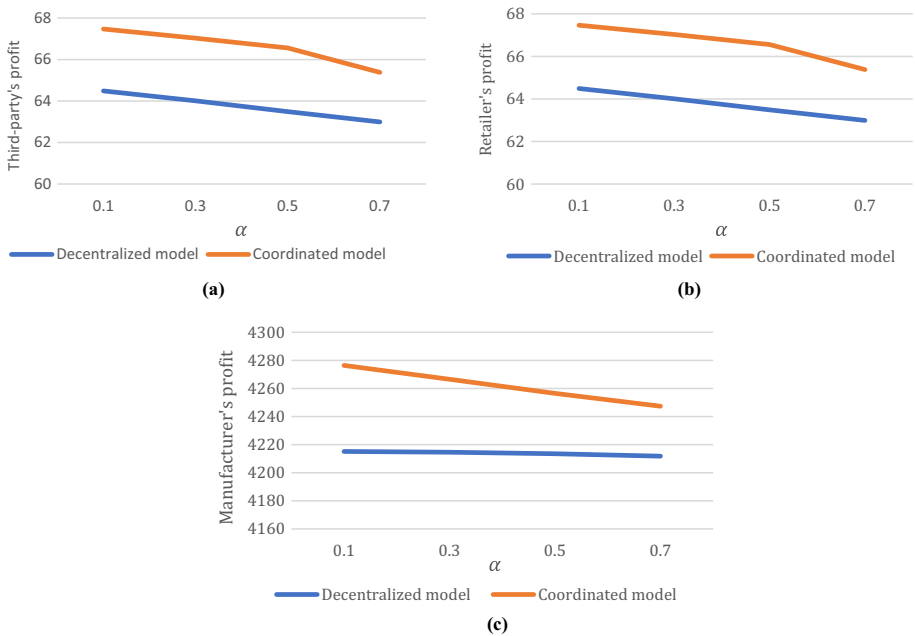 Third-party's profit
68
66
64
62
60
0.1 0.3 0.5 0.7
α
Decentralized model Coordinated model
(a)
Retailer's profit
68
66
64
62
60
0.1 0.3 0.5 0.7
α
Decentralized model Coordinated model
(b)
Manufacturer's profit
4300
4280
4260
4240
4220
4200
4180
4160
0.1 0.3 0.5 0.7
α
Decentralized model Coordinated model
(c)